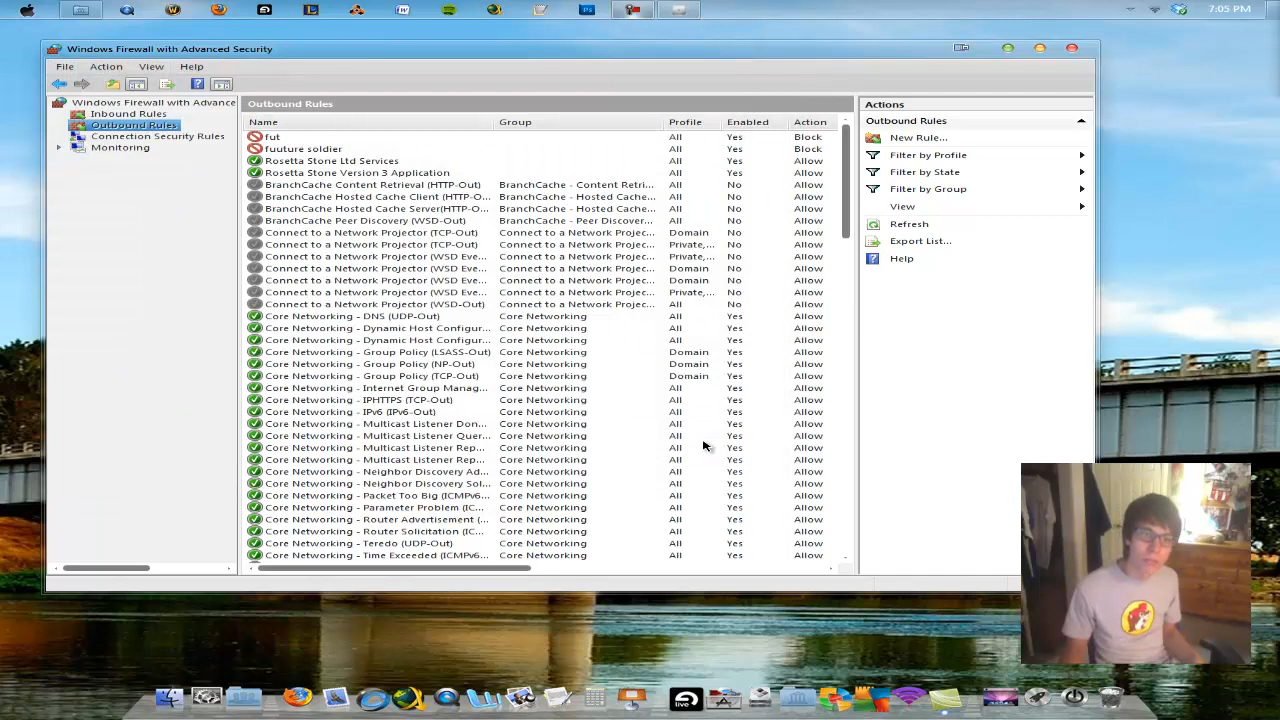 7:05 PM
Windows Firewall with Advanced Security
File Action View Help
Windows Firewall with Advance
Inbound Rules
Outbound Rules
Connection Security Rules
Monitoring
Outbound Rules
Name Group Profile Enabled Action
fut All Yes Block
fuuture soldier All Yes Block
Rosetta Stone Ltd Services All Yes Allow
Rosetta Stone Version 3 Application All Yes Allow
BranchCache Content Retrieval (HTTP-Out) BranchCache - Content Retri... All No Allow
BranchCache Hosted Cache Client (HTTP-O... BranchCache - Hosted Cache... All No Allow
BranchCache Hosted Cache Server(HTTP-O... BranchCache - Hosted Cache... All No Allow
BranchCache Peer Discovery (WSD-Out) BranchCache - Peer Discover... All No Allow
Connect to a Network Projector (TCP-Out) Connect to a Network Projec... Domain No Allow
Connect to a Network Projector (TCP-Out) Connect to a Network Projec... Private,... No Allow
Connect to a Network Projector (WSD Eve... Connect to a Network Projec... Private,... No Allow
Connect to a Network Projector (WSD Eve... Connect to a Network Projec... Domain No Allow
Connect to a Network Projector (WSD Eve... Connect to a Network Projec... Domain No Allow
Connect to a Network Projector (WSD Eve... Connect to a Network Projec... Private,... No Allow
Connect to a Network Projector (WSD-Out) Connect to a Network Projec... All No Allow
Core Networking - DNS (UDP-Out) Core Networking All Yes Allow
Core Networking - Dynamic Host Configur... Core Networking All Yes Allow
Core Networking - Dynamic Host Configur... Core Networking All Yes Allow
Core Networking - Group Policy (LSASS-Out) Core Networking Domain Yes Allow
Core Networking - Group Policy (NP-Out) Core Networking Domain Yes Allow
Core Networking - Group Policy (TCP-Out) Core Networking Domain Yes Allow
Core Networking - Internet Group Manag... Core Networking All Yes Allow
Core Networking - IPHTTPS (TCP-Out) Core Networking All Yes Allow
Core Networking - IPv6 (IPv6-Out) Core Networking All Yes Allow
Core Networking - Multicast Listener Don... Core Networking All Yes Allow
Core Networking - Multicast Listener Quer... Core Networking All Yes Allow
Core Networking - Multicast Listener Rep... Core Networking All Yes Allow
Core Networking - Multicast Listener Rep... Core Networking All Yes Allow
Core Networking - Neighbor Discovery Ad... Core Networking All Yes Allow
Core Networking - Neighbor Discovery Sol... Core Networking All Yes Allow
Core Networking - Packet Too Big (ICMPv6... Core Networking All Yes Allow
Core Networking - Parameter Problem (IC... Core Networking All Yes Allow
Core Networking - Router Advertisement (... Core Networking All Yes Allow
Core Networking - Router Solicitation (IC... Core Networking All Yes Allow
Core Networking - Teredo (UDP-Out) Core Networking All Yes Allow
Core Networking - Time Exceeded (ICMPv6... Core Networking All Yes Allow
Actions
Outbound Rules
New Rule...
Filter by Profile
Filter by State
Filter by Group
View
Refresh
Export List...
Help
live